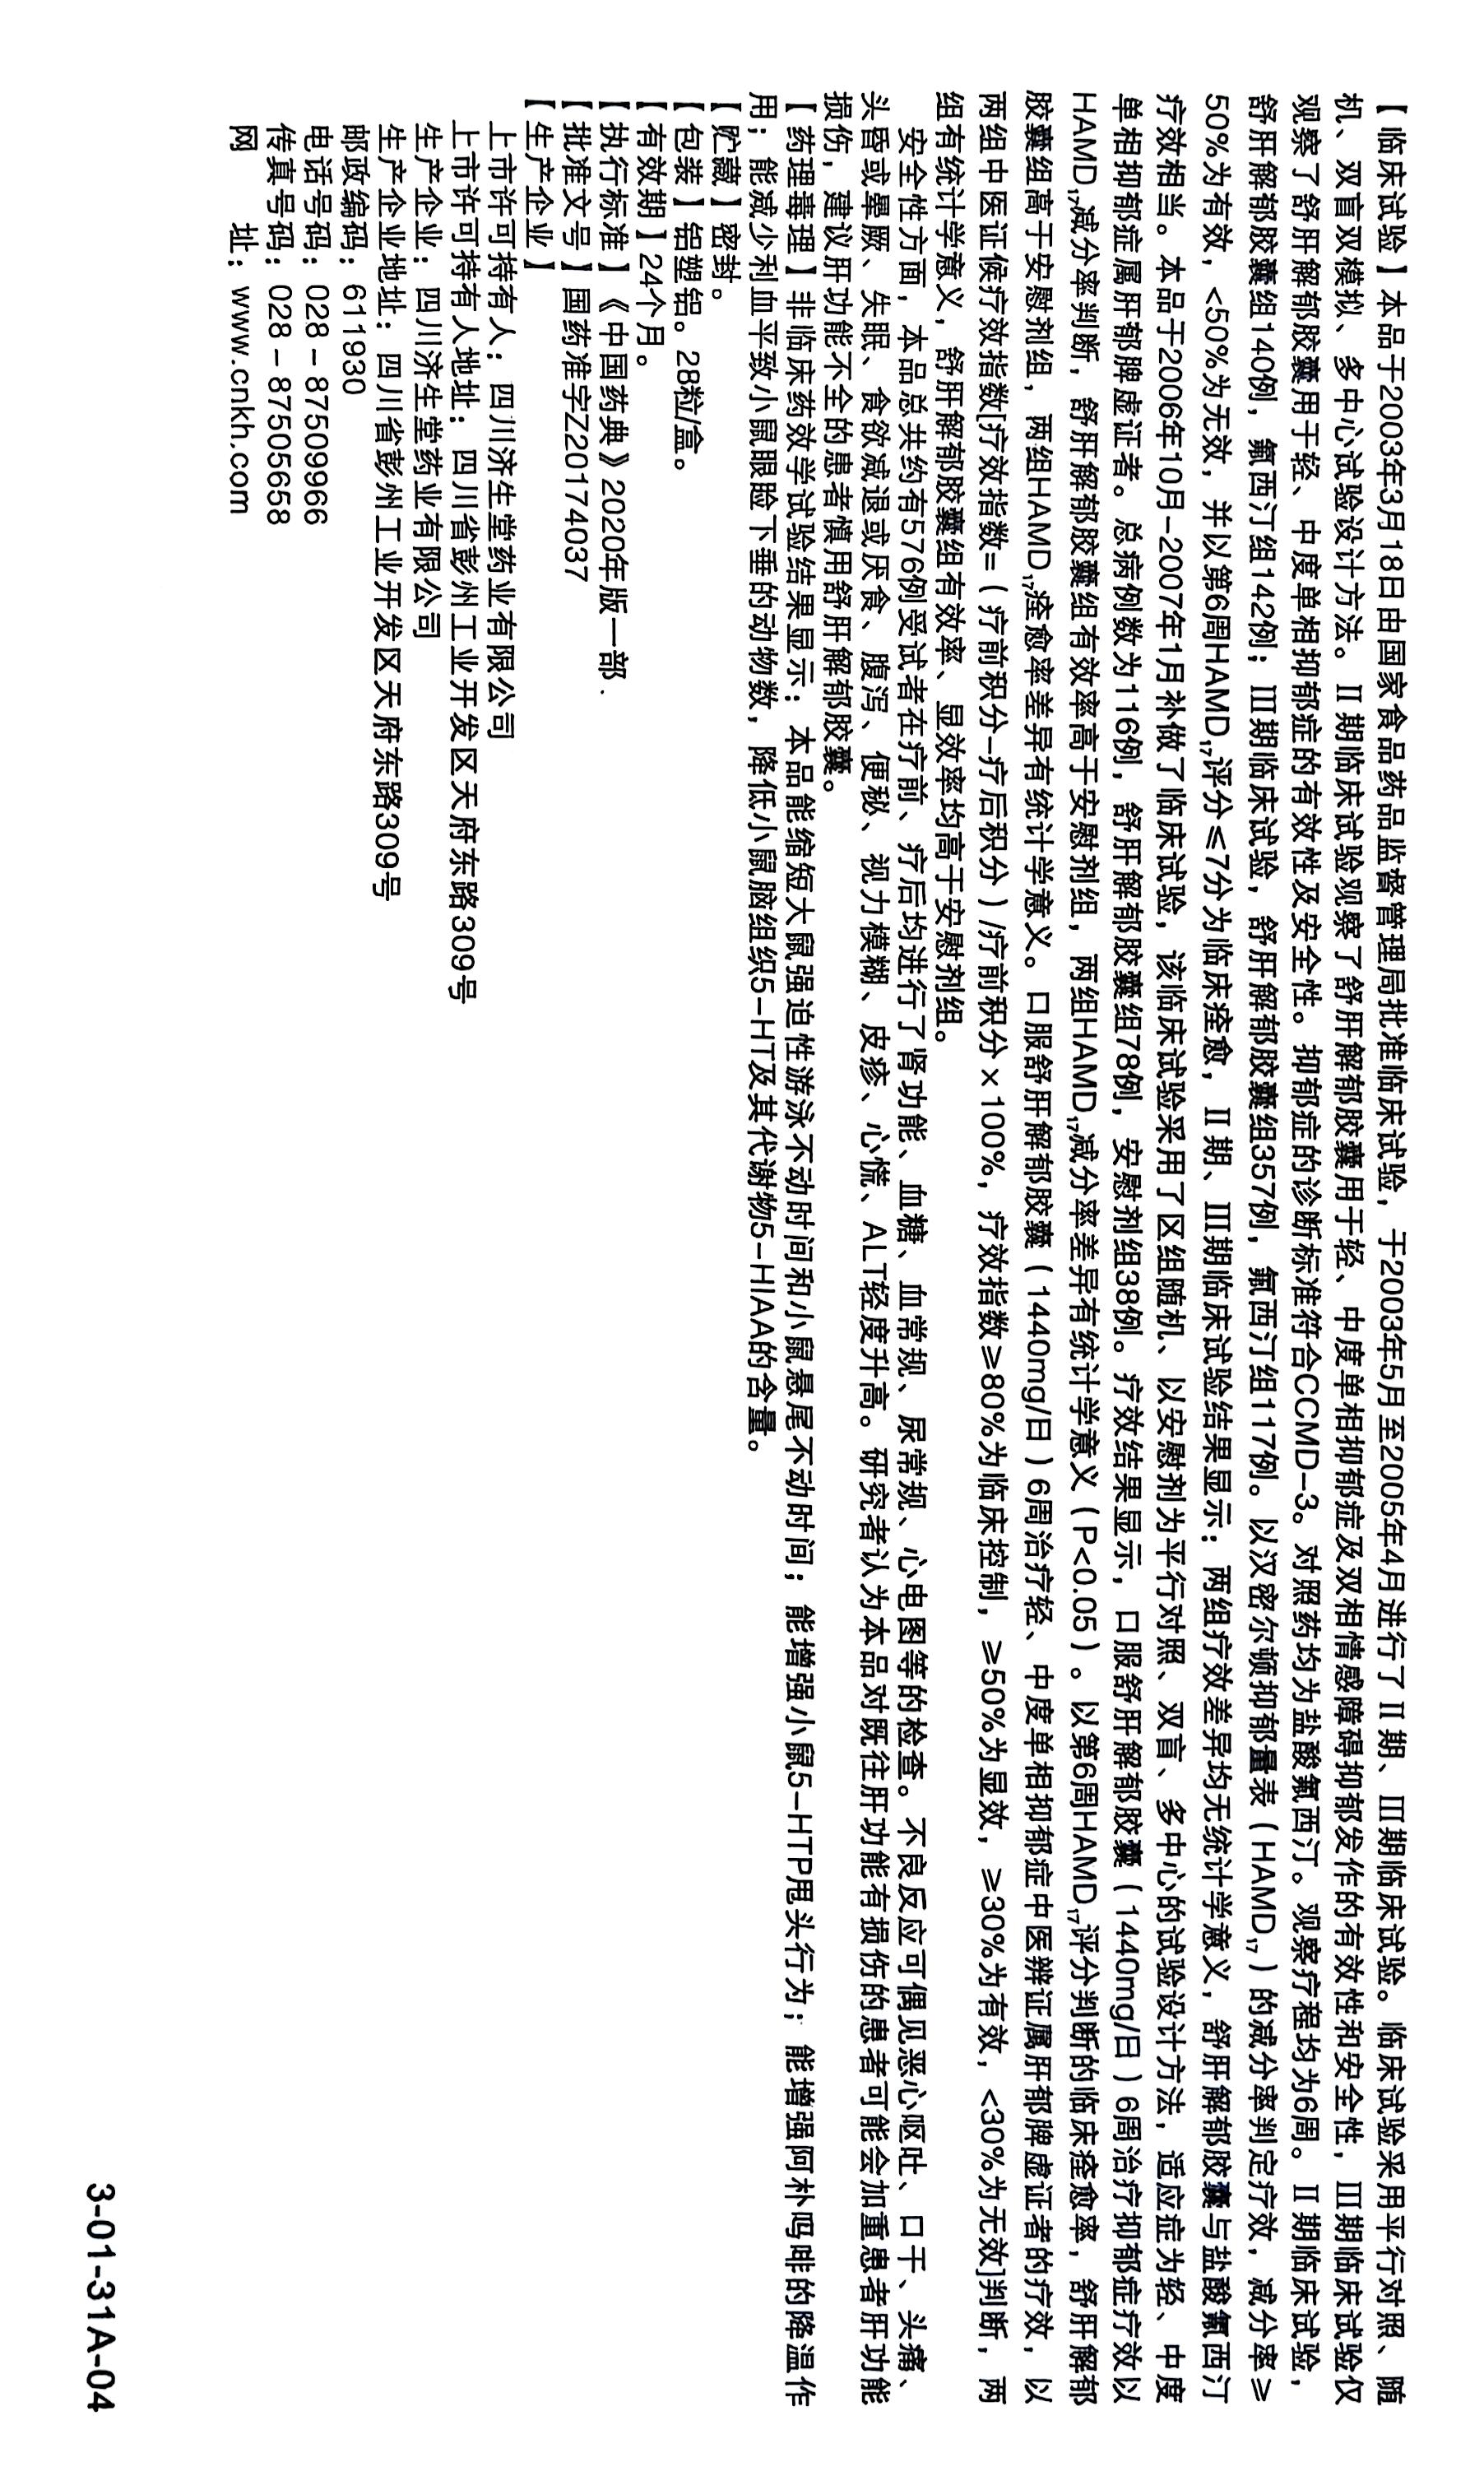 【临床试验】本品于2003年3月18日由国家食品药品监督管理局批准临床试验，于2003年5月至2005年4月进行了Ⅱ期、Ⅲ期临床试验。临床试验采用平行对照、随
机、双盲双模拟、多中心试验设计方法。Ⅱ期临床试验观察了舒肝解郁胶囊用于轻、中度单相抑郁症及双相情感障碍抑郁发作的有效性和安全性，Ⅲ期临床试验仅
观察了舒肝解郁胶囊用于轻、中度单相抑郁症的有效性及安全性。抑郁症的诊断标准符合CCMD–3。对照药均为盐酸氟西汀。观察疗程均为6周。Ⅱ期临床试验，
舒肝解郁胶囊组140例，氟西汀组142例；Ⅲ期临床试验，舒肝解郁胶囊组357例，氟西汀组117例。以汉密尔顿抑郁量表（HAMD₁₇）的减分率判定疗效，减分率≥
50%为有效，<50%为无效，并以第6周HAMD₁₇评分≤7分为临床痊愈，Ⅱ期、Ⅲ期临床试验结果显示：两组疗效差异均无统计学意义，舒肝解郁胶囊与盐酸氟西汀
疗效相当。本品于2006年10月–2007年1月补做了临床试验，该临床试验采用了区组随机、以安慰剂为平行对照、双盲、多中心的试验设计方法，适应症为轻、中度
单相抑郁症属肝郁脾虚证者。总病例数为116例，舒肝解郁胶囊组78例，安慰剂组38例。疗效结果显示，口服舒肝解郁胶囊（1440mg/日）6周治疗抑郁症疗效以
HAMD₁₇减分率判断，舒肝解郁胶囊组有效率高于安慰剂组，两组HAMD₁₇减分率差异有统计学意义（P<0.05）。以第6周HAMD₁₇评分判断的临床痊愈率，舒肝解郁
胶囊组高于安慰剂组，两组HAMD₁₇痊愈率差异有统计学意义。口服舒肝解郁胶囊（1440mg/日）6周治疗轻、中度单相抑郁症中医辨证属肝郁脾虚证者的疗效，以
两组中医证候疗效指数[疗效指数=（疗前积分–疗后积分）/疗前积分×100%，疗效指数≥80%为临床控制，≥50%为显效，≥30%为有效，<30%为无效]判断，两
组有统计学意义，舒肝解郁胶囊组有效率、显效率均高于安慰剂组。
安全性方面，本品总共约有576例受试者在疗前、疗后均进行了肾功能、血糖、血常规、尿常规、心电图等的检查。不良反应可偶见恶心呕吐、口干、头痛、
头昏或晕厥、失眠、食欲减退或厌食、腹泻、便秘、视力模糊、皮疹、心慌、ALT轻度升高。研究者认为本品对既往肝功能有损伤的患者可能会加重患者肝功能
损伤，建议肝功能不全的患者慎用舒肝解郁胶囊。
【药理毒理】非临床药效学试验结果显示：本品能缩短大鼠强迫性游泳不动时间和小鼠悬尾不动时间；能增强小鼠5–HTP甩头行为；能增强阿朴吗啡的降温作
用；能减少利血平致小鼠眼睑下垂的动物数，降低小鼠脑组织5–HT及其代谢物5–HIAA的含量。
【贮藏】密封。
【包装】铝塑铝。28粒/盒。
【有效期】24个月。
【执行标准】《中国药典》2020年版一部.
【批准文号】国药准字Z20174037
【生产企业】
上市许可持有人：四川济生堂药业有限公司
上市许可持有人地址：四川省彭州工业开发区天府东路309号
生产企业：四川济生堂药业有限公司
生产企业地址：四川省彭州工业开发区天府东路309号
邮政编码：611930
电话号码：028 – 87509966
传真号码：028 – 87505658
网　　址：www.cnkh.com
3-01-31A-04